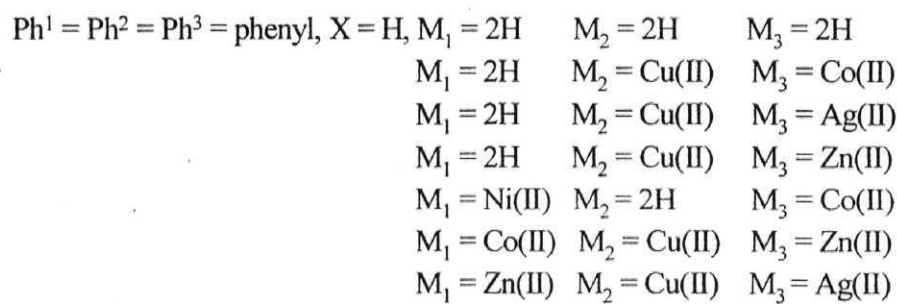 Ph¹ = Ph² = Ph³ = phenyl, X = H, M₁ = 2H M₂ = 2H M₃ = 2H
M₁ = 2H M₂ = Cu(II) M₃ = Co(II)
M₁ = 2H M₂ = Cu(II) M₃ = Ag(II)
M₁ = 2H M₂ = Cu(II) M₃ = Zn(II)
M₁ = Ni(II) M₂ = 2H M₃ = Co(II)
M₁ = Co(II) M₂ = Cu(II) M₃ = Zn(II)
M₁ = Zn(II) M₂ = Cu(II) M₃ = Ag(II)